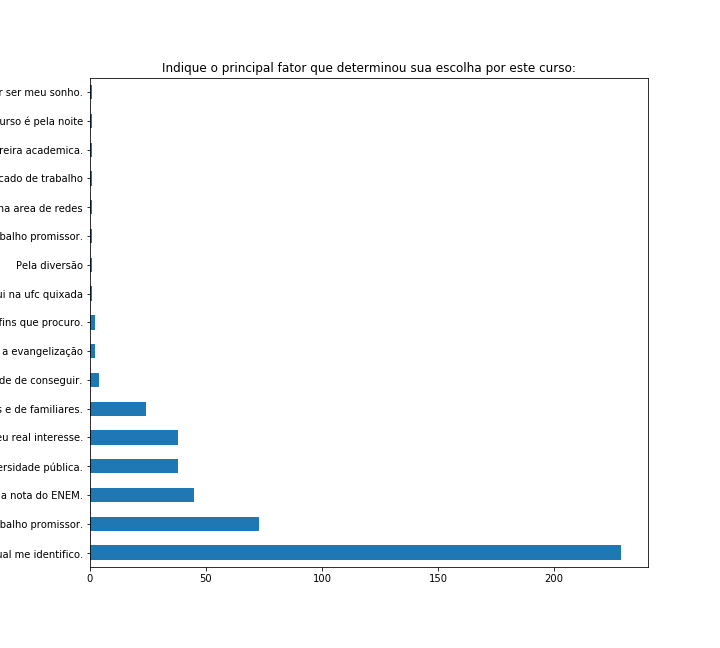 Indique o principal fator que determinou sua escolha por este curso:
r ser meu sonho.
urso é pela noite
reira academica.
cado de trabalho
na area de redes
balho promissor.
Pela diversão
ui na ufc quixada
fins que procuro.
a evangelização
de de conseguir.
s e de familiares.
eu real interesse.
ersidade pública.
a nota do ENEM.
balho promissor.
ual me identifico.
0 50 100 150 200